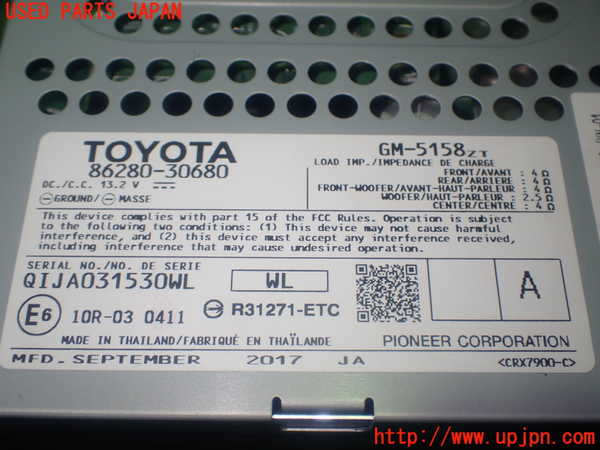 USED PARTS JAPAN
TOYOTA
86280-30680
DC./C.C. 13.2 V
GROUND/ MASSE
GM-5158ZT
LOAD IMP./IMPEDANCE DE CHARGE
FRONT/AVANT : 4Ω
REAR/ARRIERE : 4Ω
FRONT-WOOFER/AVANT-HAUT-PARLEUR : 4Ω
WOOFER/HAUT-PARLEUR : 2.5Ω
CENTER/CENTRE : 4Ω
This device complies with part 15 of the FCC Rules. Operation is subject
to the following two conditions: (1) This device may not cause harmful
interference, and (2) this device must accept any interference received,
including interference that may cause undesired operation.
SERIAL NO./NO. DE SERIE
QIJA031530WL
WL
A
E6 10R-03 0411
R31271-ETC
MADE IN THAILAND/FABRIQUÉ EN THAÏLANDE
PIONEER CORPORATION
MFD. SEPTEMBER 2017 JA
<CRX7900-C>
http://www.upjpn.com/